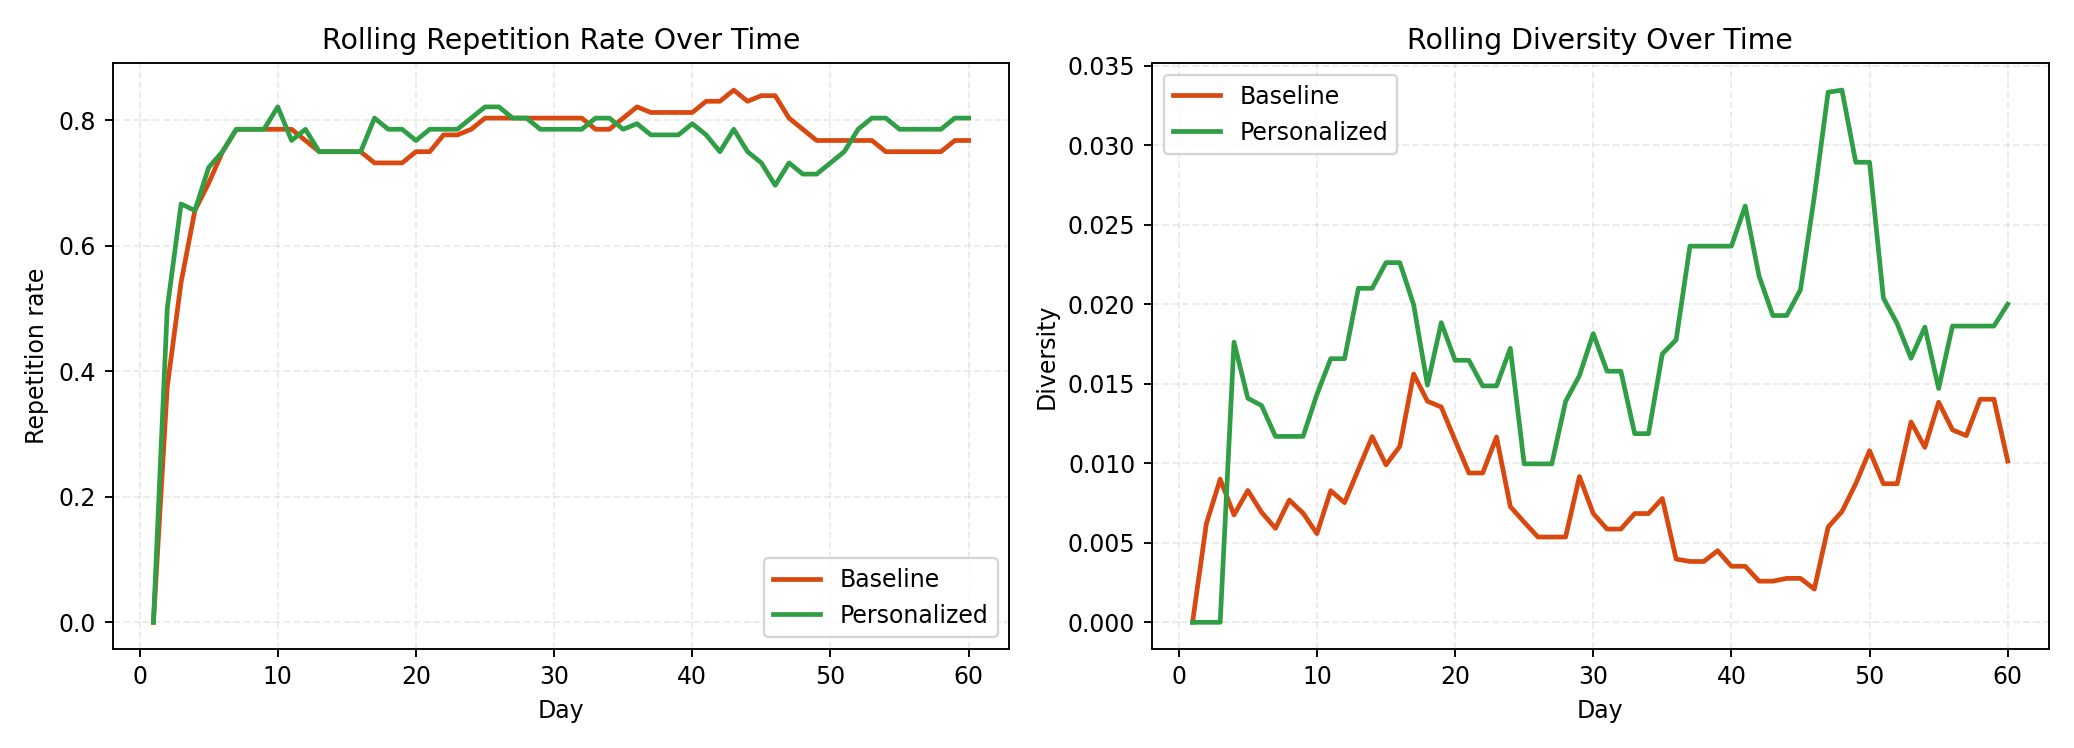 Rolling Repetition Rate Over Time
Repetition rate
0.8
0.6
0.4
0.2
0.0
Baseline
Personalized
0 10 20 30 40 50 60
Day
Rolling Diversity Over Time
Diversity
0.035
0.030
0.025
0.020
0.015
0.010
0.005
0.000
Baseline
Personalized
0 10 20 30 40 50 60
Day